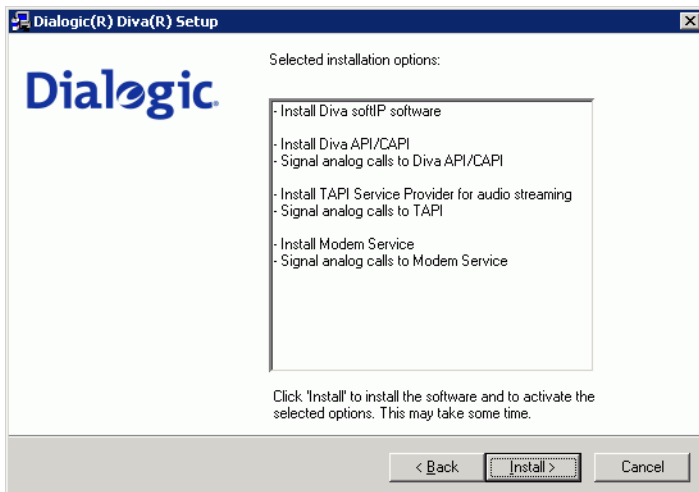 Dialogic(R) Diva(R) Setup
Dialogic
Selected installation options:
- Install Diva softIP software
- Install Diva API/CAPI
- Signal analog calls to Diva API/CAPI
- Install TAPI Service Provider for audio streaming
- Signal analog calls to TAPI
- Install Modem Service
- Signal analog calls to Modem Service
Click 'Install' to install the software and to activate the
selected options. This may take some time.
< Back
Install >
Cancel